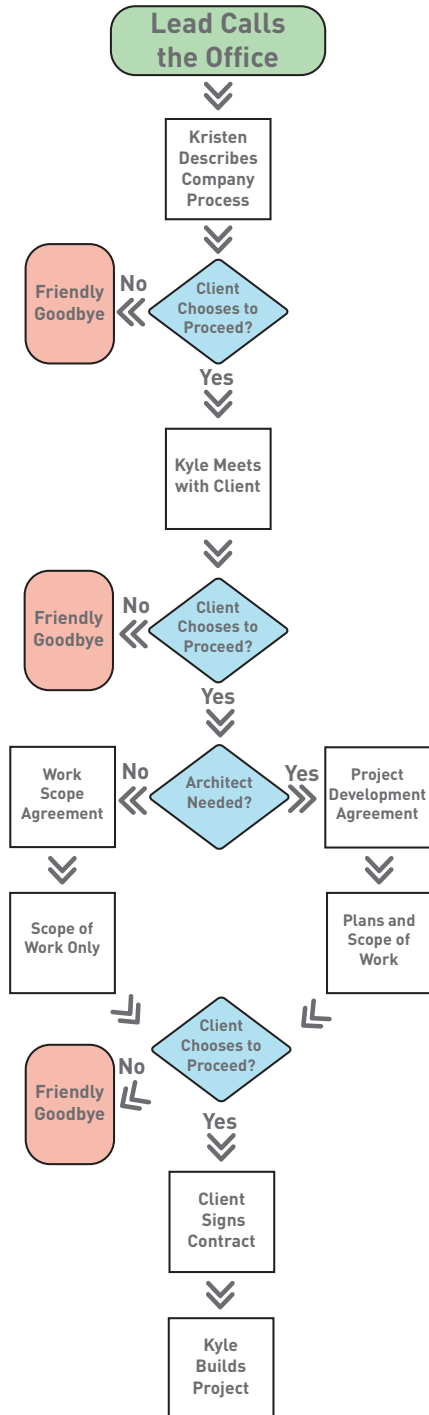 Lead Calls
the Office
Kristen
Describes
Company
Process
No
Friendly
Goodbye
Client
Chooses to
Proceed?
Yes
Kyle Meets
with Client
No
Friendly
Goodbye
Client
Chooses to
Proceed?
Yes
Work
Scope
Agreement
No
Architect
Needed?
Yes
Project
Development
Agreement
Scope of
Work Only
Plans and
Scope of
Work
Client
Chooses to
Proceed?
No
Friendly
Goodbye
Yes
Client
Signs
Contract
Kyle
Builds
Project